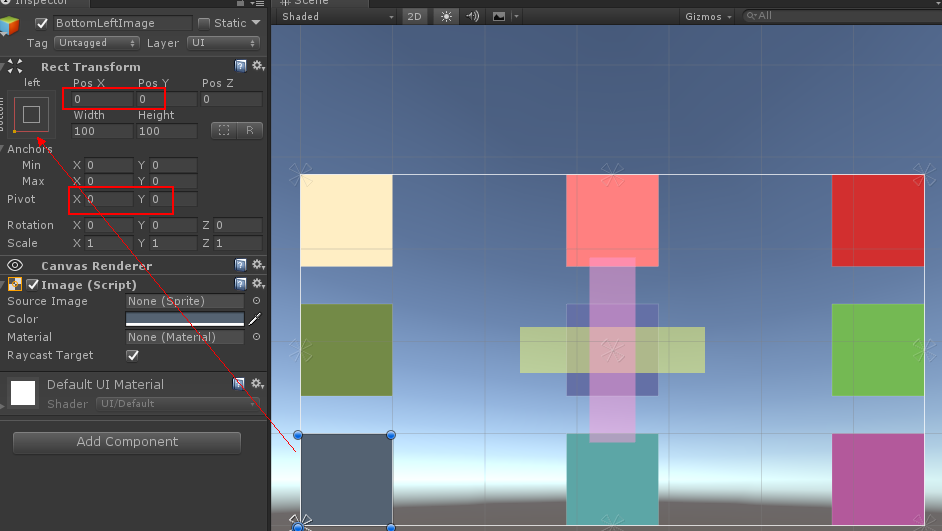 Inspector
Scene
BottomLeftImage
Static
Shaded
2D
Gizmos
All
Tag Untagged Layer UI
Rect Transform
left
Pos X Pos Y Pos Z
bottom
0 0 0
Width Height
100 100
R
Anchors
Min X 0 Y 0
Max X 0 Y 0
Pivot X 0 Y 0
Rotation X 0 Y 0 Z 0
Scale X 1 Y 1 Z 1
Canvas Renderer
Image (Script)
Source Image None (Sprite)
Color
Material None (Material)
Raycast Target
Default UI Material
Shader UI/Default
Add Component